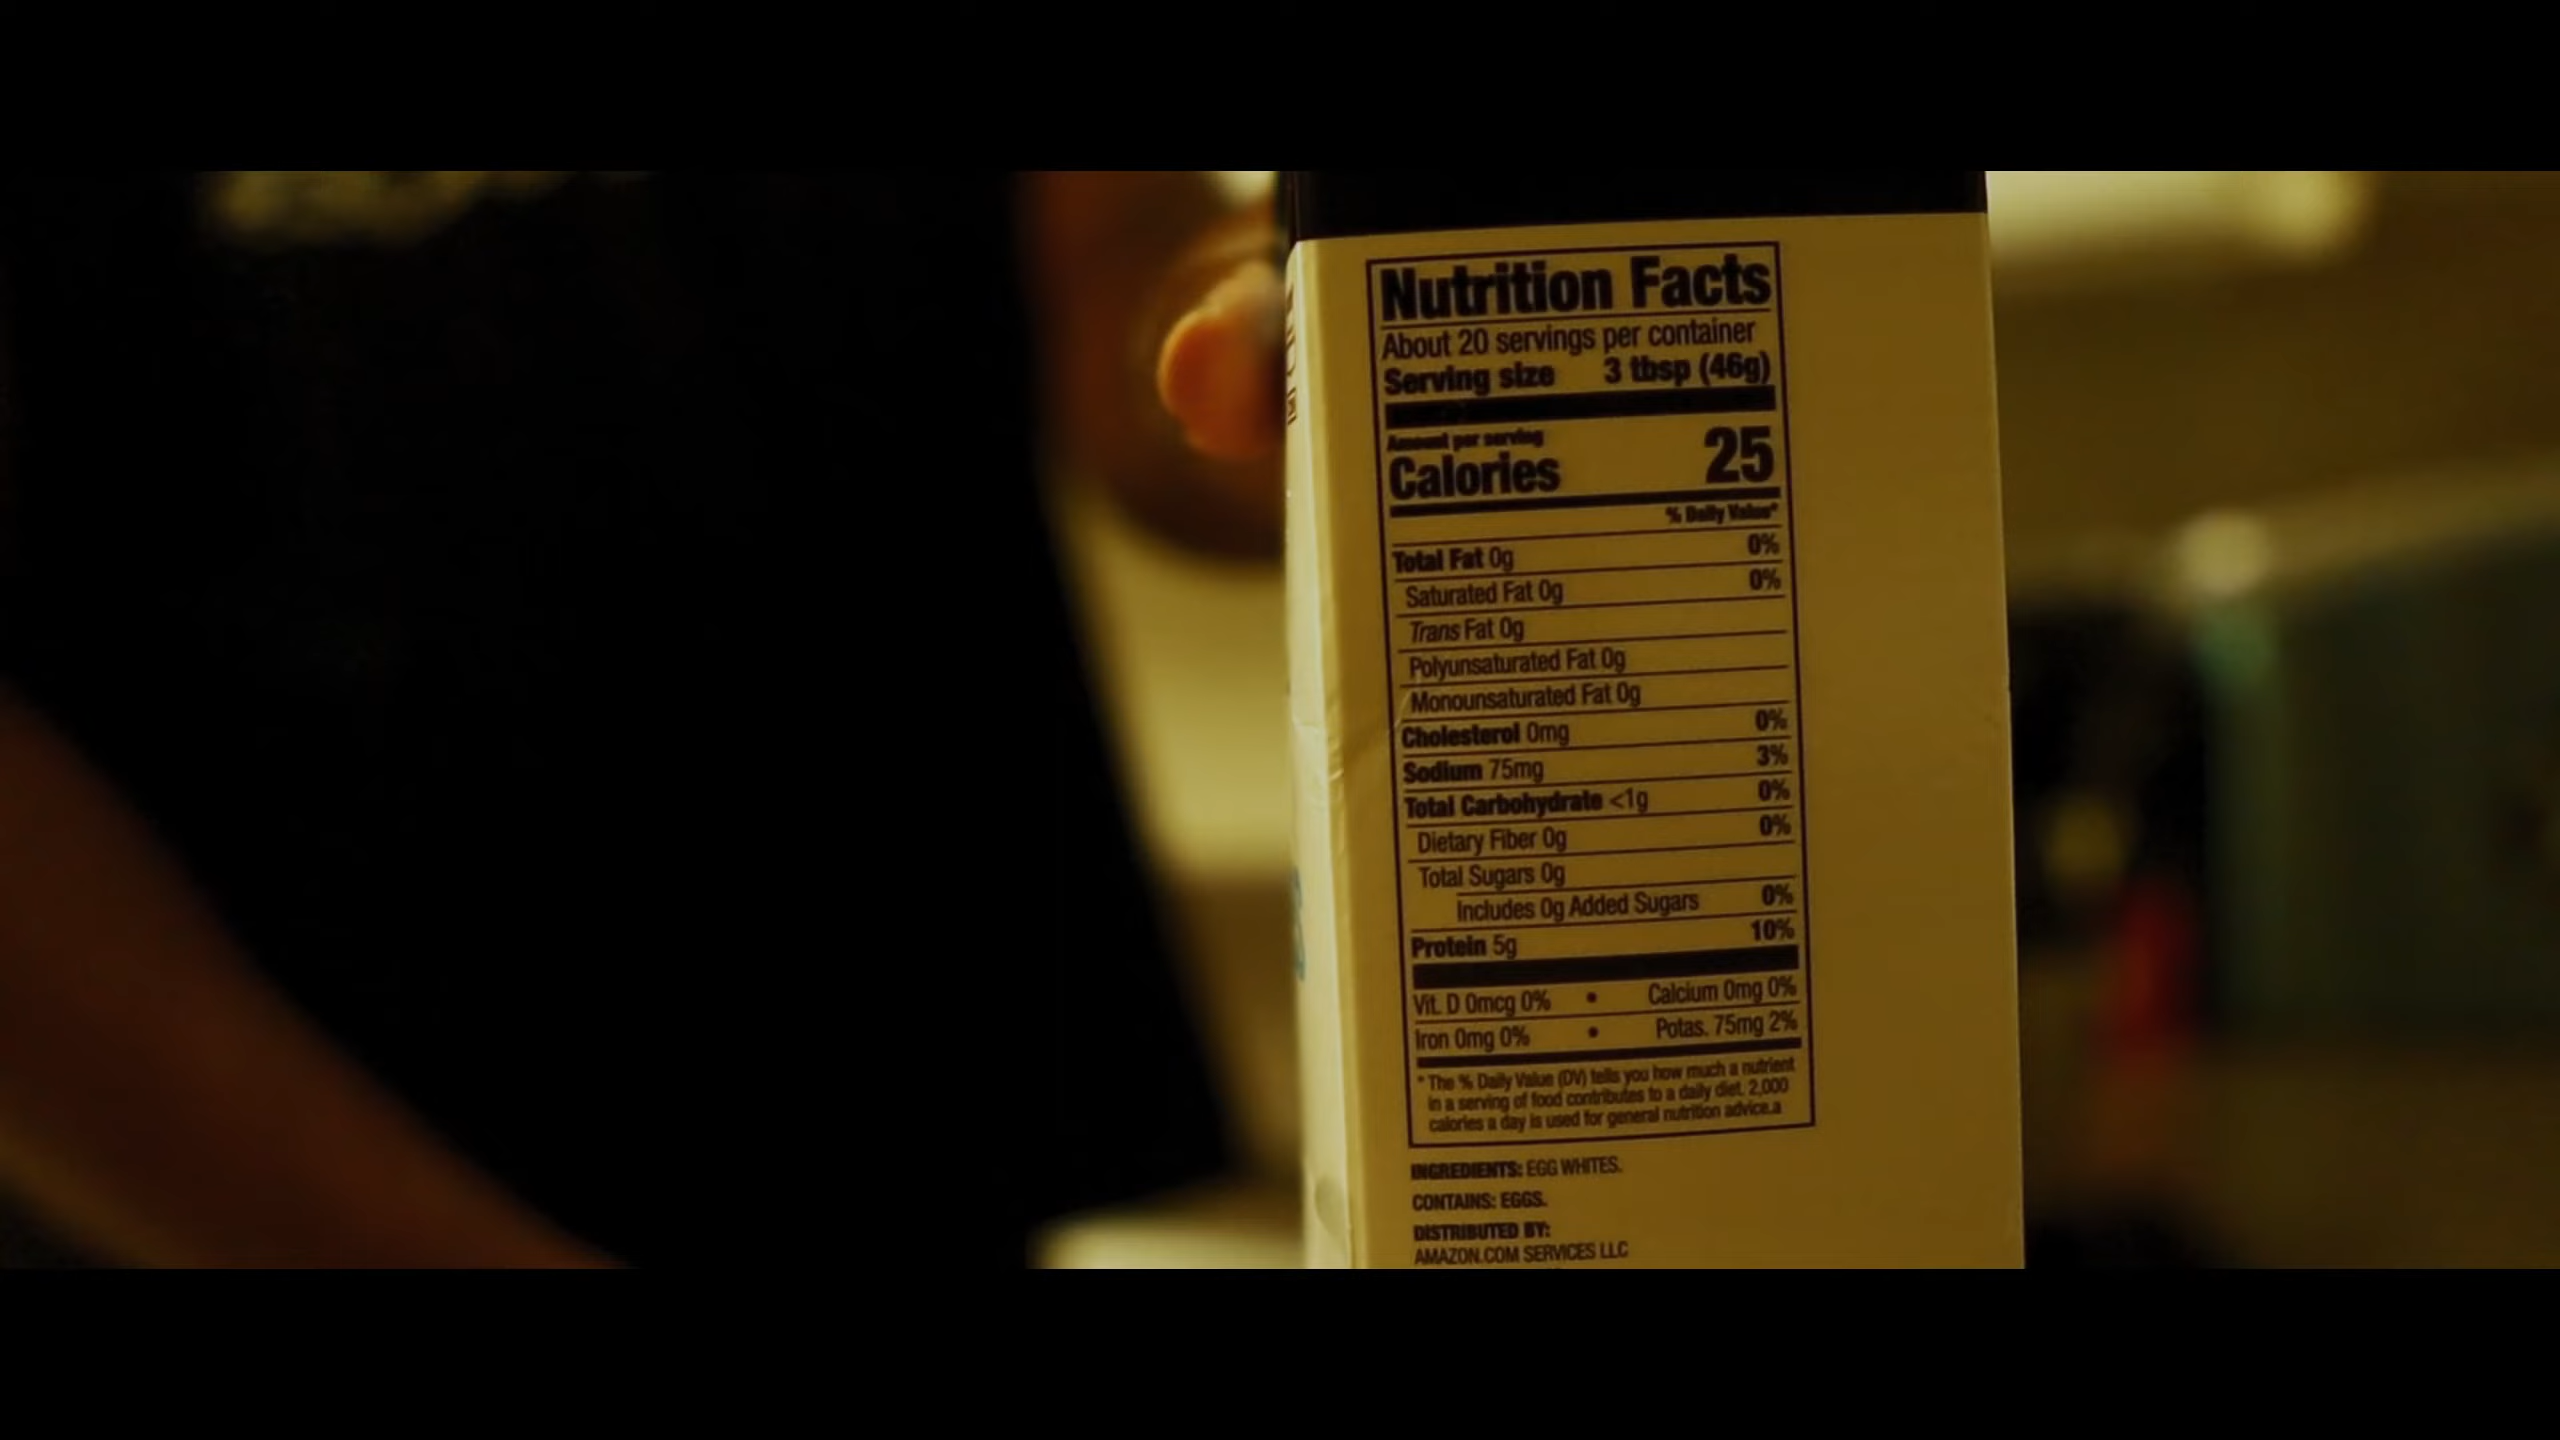 Nutrition Facts
About 20 servings per container
Serving size 3 tbsp (46g)
Amount per serving
Calories 25
% Daily Value*
Total Fat 0g 0%
Saturated Fat 0g 0%
Trans Fat 0g
Polyunsaturated Fat 0g
Monounsaturated Fat 0g
Cholesterol 0mg 0%
Sodium 75mg 3%
Total Carbohydrate <1g 0%
Dietary Fiber 0g 0%
Total Sugars 0g
Includes 0g Added Sugars 0%
Protein 5g 10%
Vit. D 0mcg 0% • Calcium 0mg 0%
Iron 0mg 0% • Potas. 75mg 2%
* The % Daily Value (DV) tells you how much a nutrient
in a serving of food contributes to a daily diet. 2,000
calories a day is used for general nutrition advice.a
INGREDIENTS: EGG WHITES.
CONTAINS: EGGS.
DISTRIBUTED BY:
AMAZON.COM SERVICES LLC